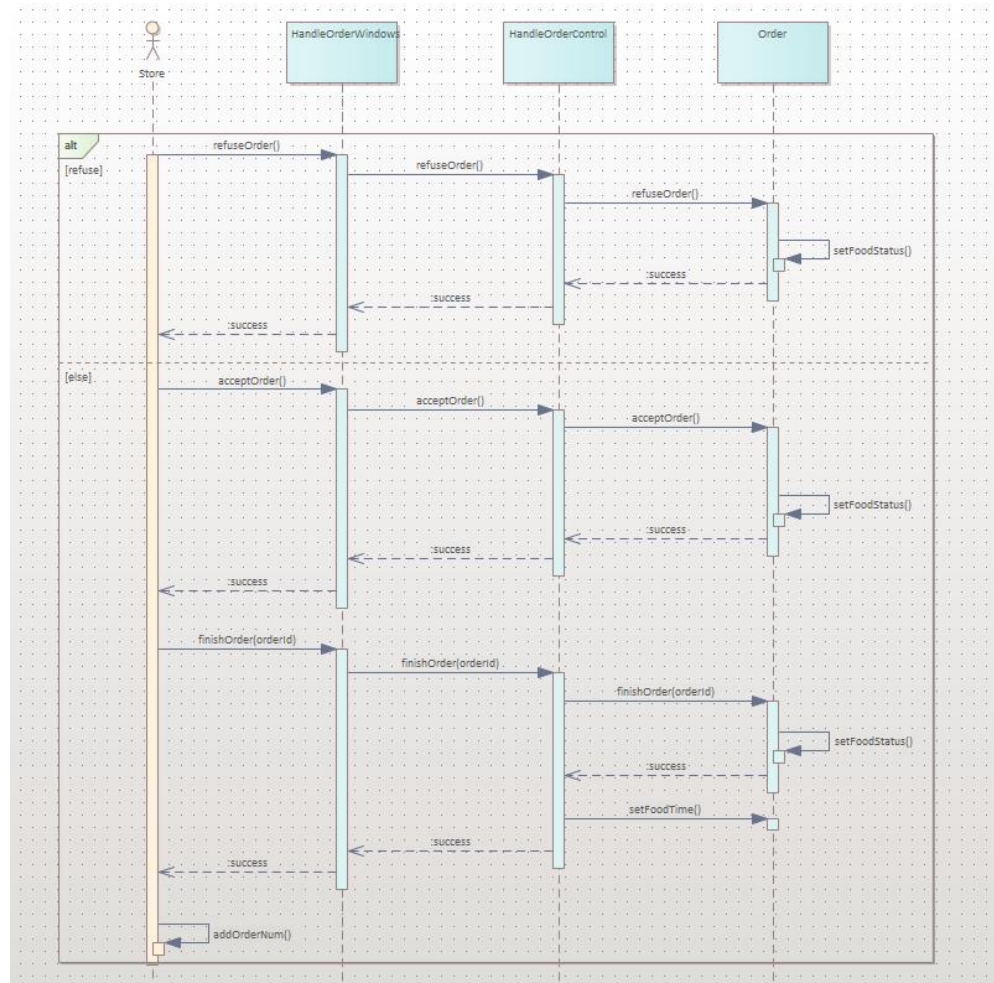 HandleOrderWindows
HandleOrderControl
Order
Store
alt
refuseOrder()
[refuse]
refuseOrder()
refuseOrder()
setFoodStatus()
:success
:success
:success
[else]
acceptOrder()
acceptOrder()
acceptOrder()
setFoodStatus()
:success
:success
:success
finishOrder(orderId)
finishOrder(orderId)
finishOrder(orderId)
setFoodStatus()
:success
setFoodTime()
:success
:success
addOrderNum()